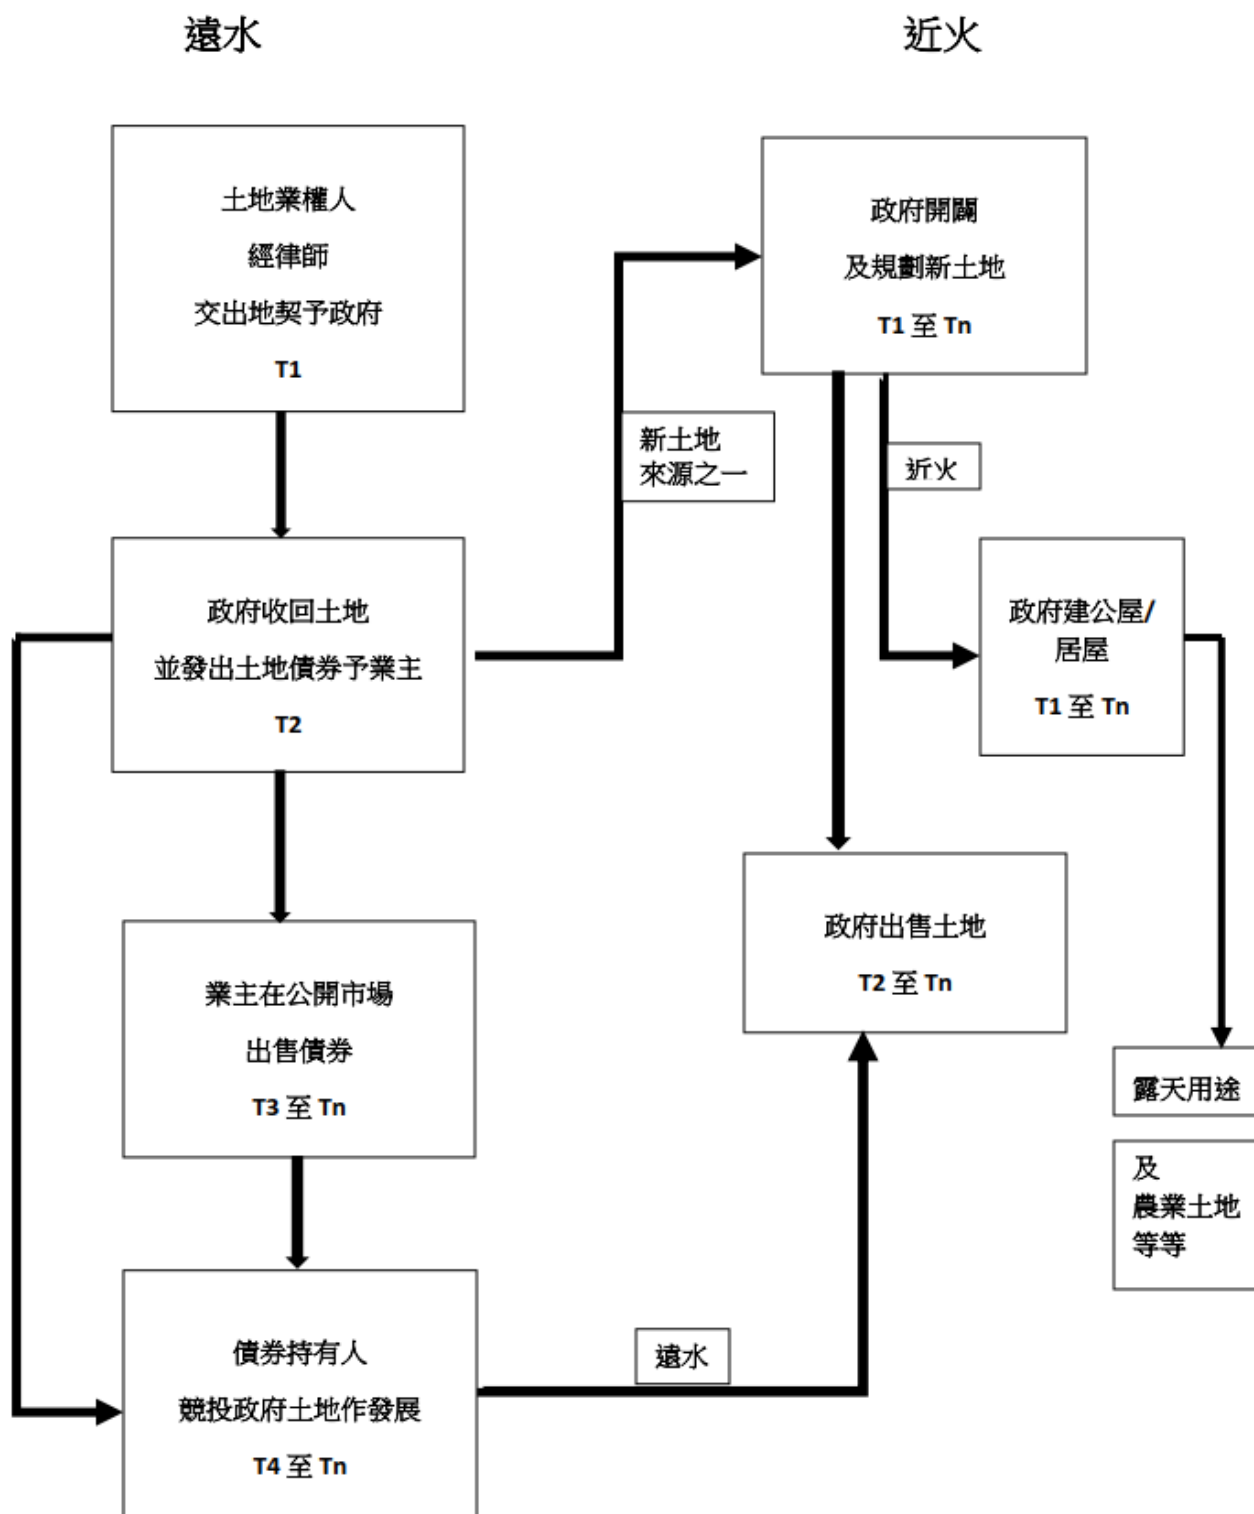 遠水
近火
土地業權人
經律師
交出地契予政府
T1
政府開闢
及規劃新土地
T1 至 Tn
新土地
來源之一
近火
政府收回土地
並發出土地債券予業主
T2
政府建公屋/
居屋
T1 至 Tn
業主在公開市場
出售債券
T3 至 Tn
政府出售土地
T2 至 Tn
露天用途
及
農業土地
等等
債券持有人
競投政府土地作發展
T4 至 Tn
遠水